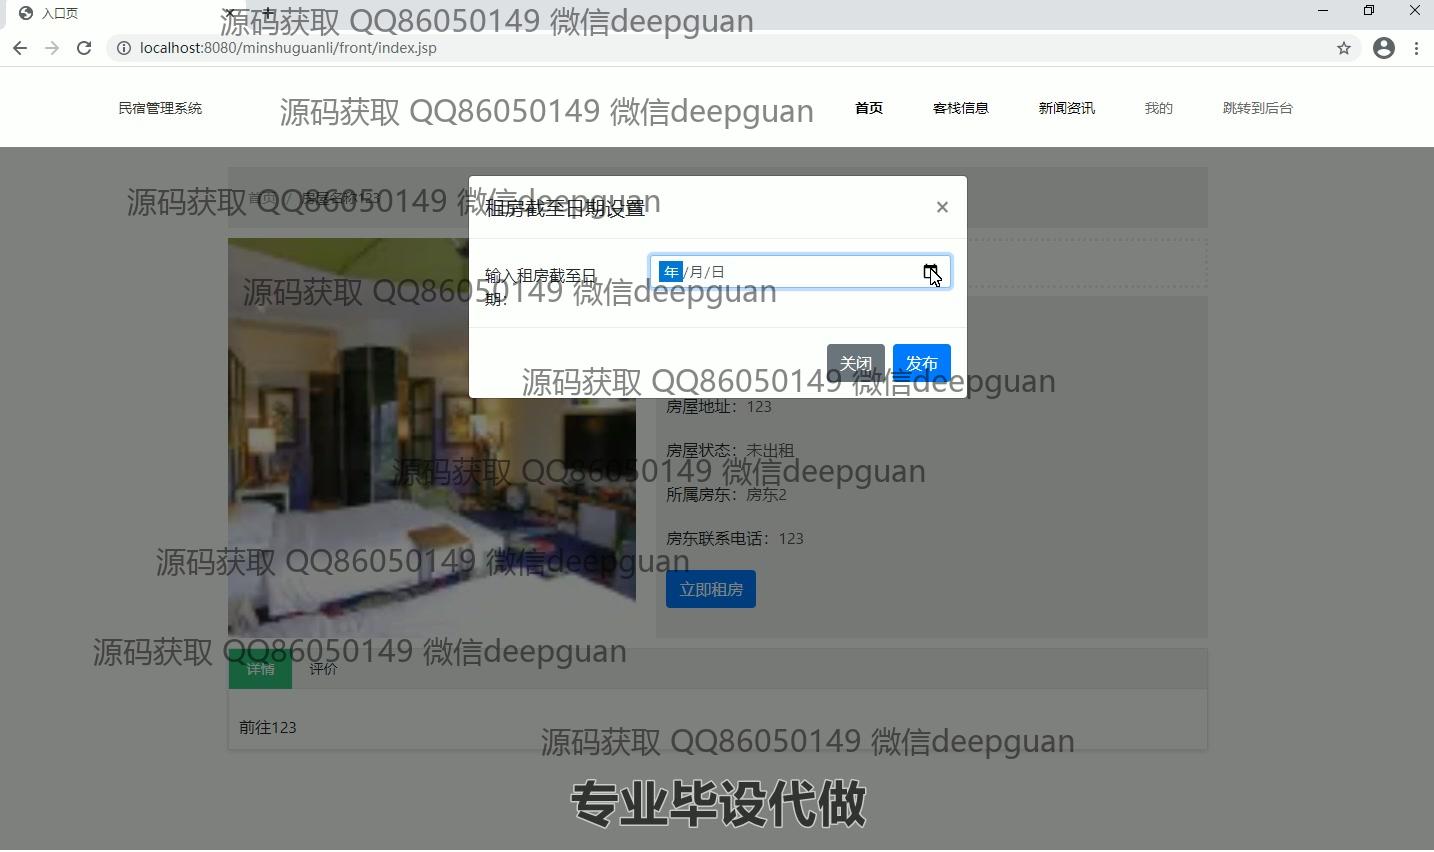 入口页
源码获取 QQ86050149 微信deepguan
localhost:8080/minshuguanli/front/index.jsp
民宿管理系统
源码获取 QQ86050149 微信deepguan
首页
客栈信息
新闻资讯
我的
跳转到后台
首页 / 房屋名称123
源码获取 QQ86050149 微信deepguan
租房截至日期设置
×
输入租房截至日期：
年/月/日
源码获取 QQ86050149 微信deepguan
关闭
发布
源码获取 QQ86050149 微信deepguan
房屋地址：123
房屋状态：未出租
源码获取 QQ86050149 微信deepguan
所属房东：房东2
房东联系电话：123
源码获取 QQ86050149 微信deepguan
立即租房
源码获取 QQ86050149 微信deepguan
详情
评价
前往123
源码获取 QQ86050149 微信deepguan
专业毕设代做